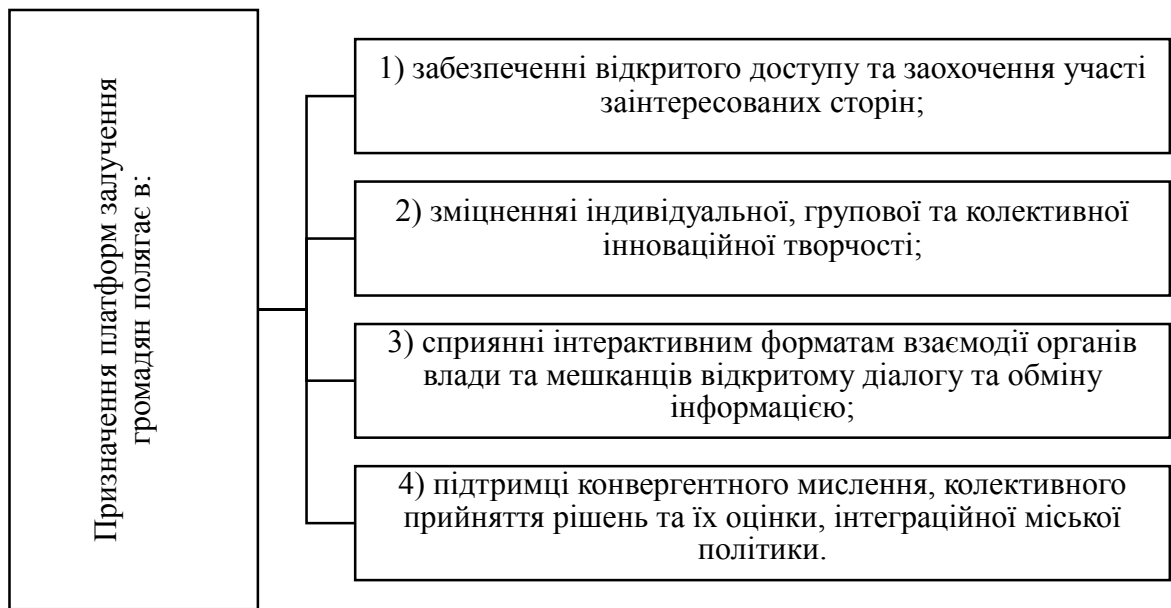 Призначення платформ залучення
громадян полягає в:
1) забезпеченні відкритого доступу та заохочення участі
заінтересованих сторін;
2) зміцненняі індивідуальної, групової та колективної
інноваційної творчості;
3) сприянні інтерактивним форматам взаємодії органів
влади та мешканців відкритому діалогу та обміну
інформацією;
4) підтримці конвергентного мислення, колективного
прийняття рішень та їх оцінки, інтеграційної міської
політики.